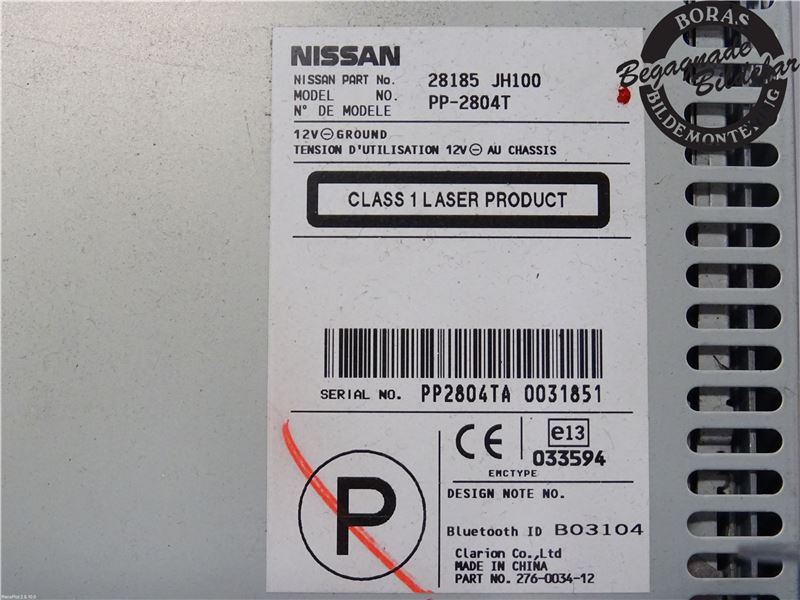 NISSAN
NISSAN PART No. 28185 JH100
MODEL NO. PP-2804T
N° DE MODELE
12V⊖GROUND
TENSION D'UTILISATION 12V⊖ AU CHASSIS
CLASS 1 LASER PRODUCT
SERIAL NO. PP2804TA 0031851
P
CE e13
033594
EMCTYPE
DESIGN NOTE NO.
Bluetooth ID B03104
Clarion Co.,Ltd
MADE IN CHINA
PART NO. 276-0034-12
BORÅS
Begagnade Bildelar
BILDEMONTERING